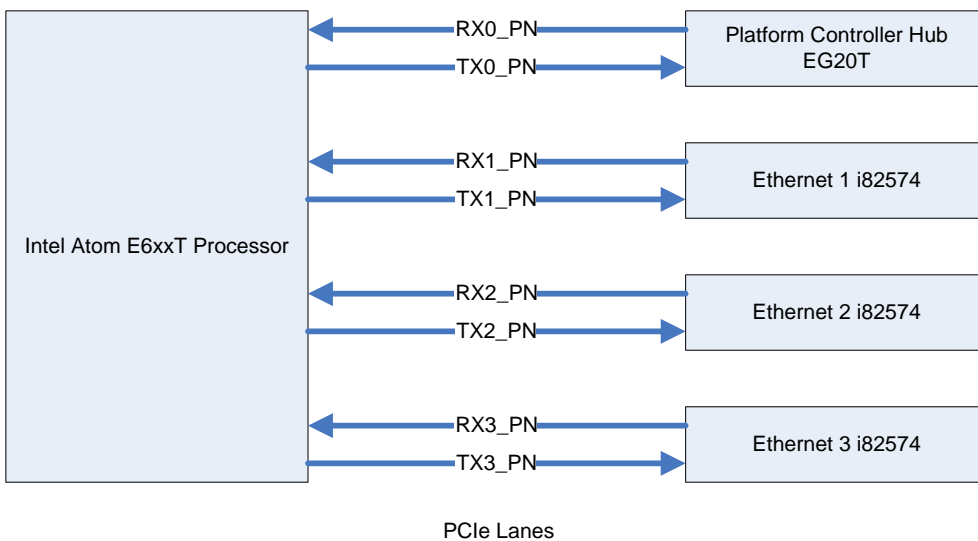 RX0_PN
Platform Controller Hub
EG20T
TX0_PN
RX1_PN
Ethernet 1 i82574
TX1_PN
Intel Atom E6xxT Processor
RX2_PN
Ethernet 2 i82574
TX2_PN
RX3_PN
Ethernet 3 i82574
TX3_PN
PCIe Lanes